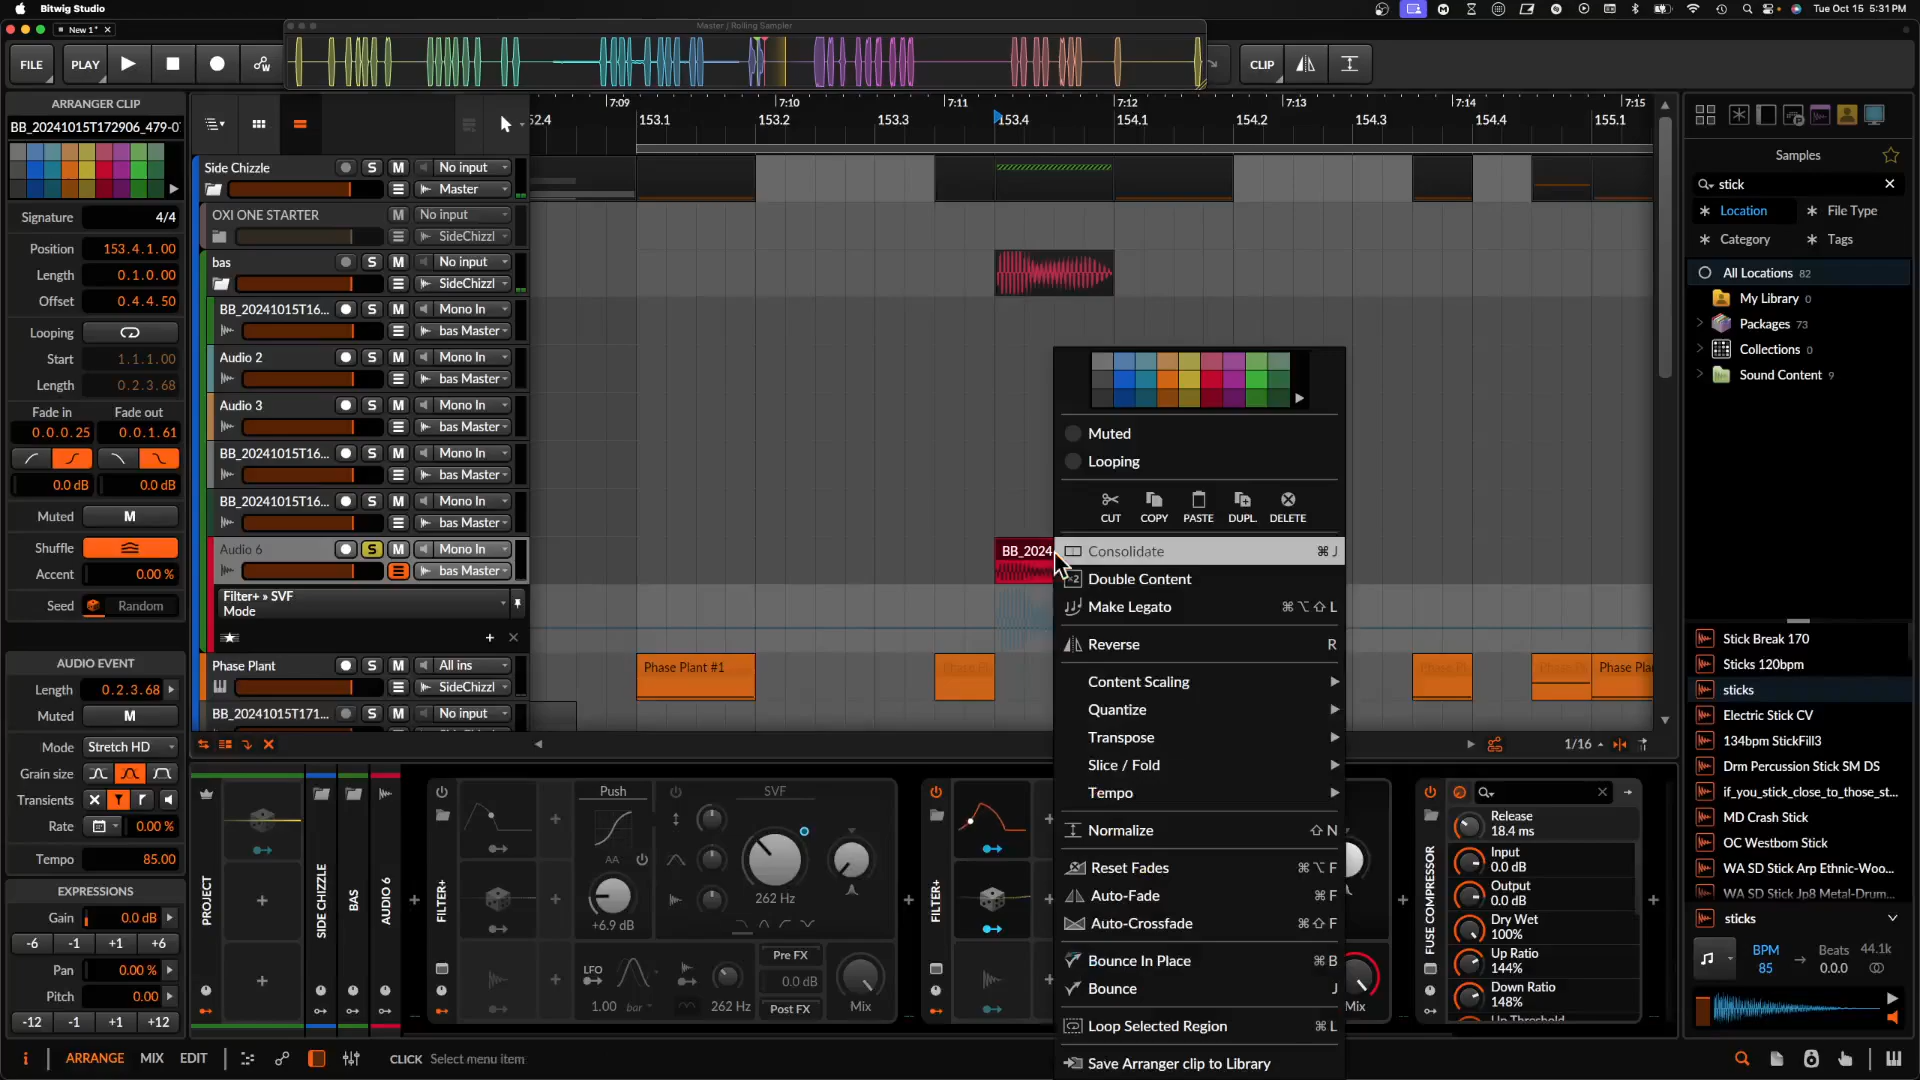 Bitwig Studio
Tue Oct 15 5:31 PM
New 1*
Master / Rolling Sampler
FILE
PLAY
CLIP
ARRANGER CLIP
BB_20241015T172906_479-0
Signature 4/4
Position 153.4.1.00
Length 0.1.0.00
Offset 0.4.4.50
Looping
Start 1.1.1.00
Length 0.2.3.68
Fade in Fade out
0.0.0.25 0.0.1.61
0.0 dB 0.0 dB
Muted M
Shuffle
Accent 0.00 %
Seed Random
AUDIO EVENT
Length 0.2.3.68
Muted M
Mode Stretch HD
Grain size
Transients
Rate 0.00 %
Tempo 85.00
EXPRESSIONS
Gain 0.0 dB
-6 -1 +1 +6
Pan 0.00 %
Pitch 0.00
-12 -1 +1 +12
7:09 7:10 7:11 7:12 7:13 7:14 7:15
52.4 153.1 153.2 153.3 153.4 154.1 154.2 154.3 154.4 155.1
Side Chizzle S M No input
Master
OXI ONE STARTER M No input
SideChizzl
bas S M No input
SideChizzl
BB_20241015T16... S M Mono In
bas Master
Audio 2 S M Mono In
bas Master
Audio 3 S M Mono In
bas Master
BB_20241015T16... S M Mono In
bas Master
BB_20241015T16... S M Mono In
bas Master
Audio 6 S M Mono In
bas Master
Filter+ » SVF
Mode
Phase Plant S M All ins
SideChizzl
BB_20241015T171... S M No input
BB_2024
Phase Plant #1
Phase Pl
Phase Pl
Phase Pl
Phase Pla
1/16
Muted
Looping
CUT COPY PASTE DUPL. DELETE
Consolidate ⌘ J
Double Content
Make Legato ⌘ ⌥ ⇧ L
Reverse R
Content Scaling
Quantize
Transpose
Slice / Fold
Tempo
Normalize ⇧ N
Reset Fades ⌘ ⌥ F
Auto-Fade ⌘ F
Auto-Crossfade ⌘ ⇧ F
Bounce In Place ⌘ B
Bounce J
Loop Selected Region ⌘ L
Save Arranger clip to Library
PROJECT
SIDE CHIZZLE
BAS
AUDIO 6
FILTER+
Push
AA
+6.9 dB
SVF
262 Hz
LFO
1.00 bar
262 Hz
Pre FX
0.0 dB
Post FX
Mix
FILTER+
Mix
FUSE COMPRESSOR
Release
18.4 ms
Input
0.0 dB
Output
0.0 dB
Dry Wet
100%
Up Ratio
144%
Down Ratio
148%
Up Threshold
Samples
stick
Location File Type
Category Tags
All Locations 82
My Library 0
Packages 73
Collections 0
Sound Content 9
Stick Break 170
Sticks 120bpm
sticks
Electric Stick CV
134bpm StickFill3
Drm Percussion Stick SM DS
if_you_stick_close_to_those_st...
MD Crash Stick
OC Westbom Stick
WA SD Stick Arp Ethnic-Woo...
WA SD Stick Jp8 Metal-Drum...
sticks
BPM Beats 44.1k
85 0.0.0
i ARRANGE MIX EDIT CLICK Select menu item